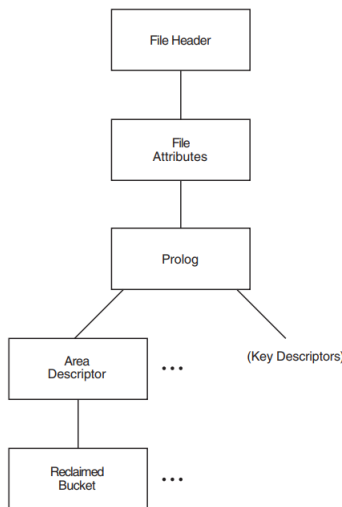 File Header
File
Attributes
Prolog
Area
Descriptor
•••
(Key Descriptors)
Reclaimed
Bucket
•••